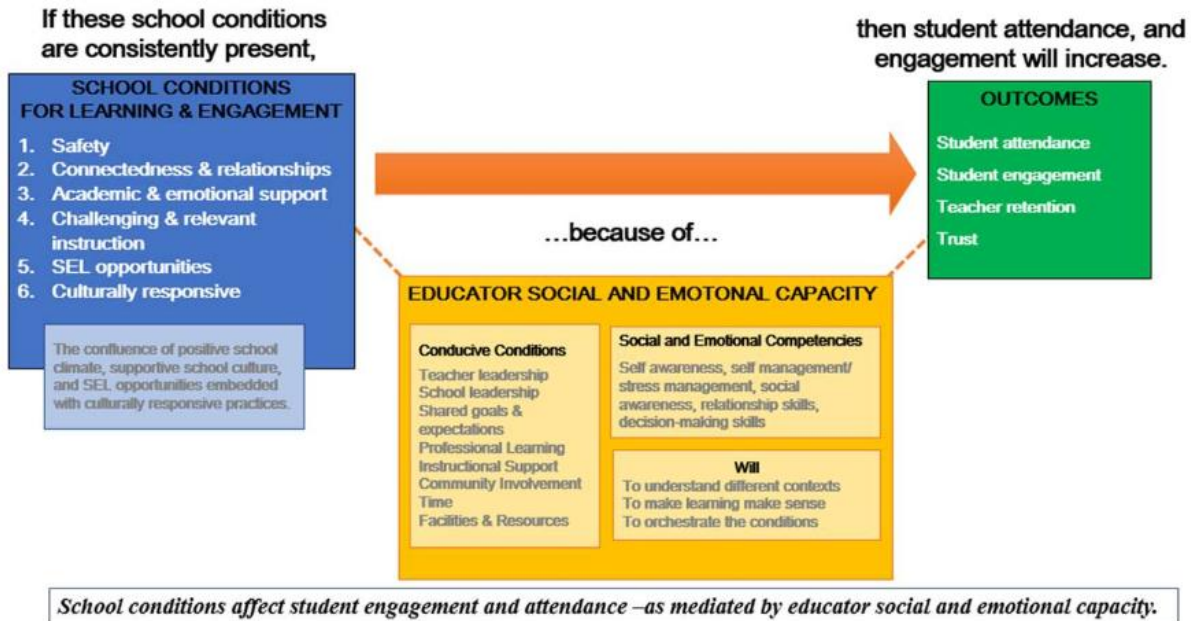 If these school conditions
are consistently present,
SCHOOL CONDITIONS
FOR LEARNING & ENGAGEMENT
1. Safety
2. Connectedness & relationships
3. Academic & emotional support
4. Challenging & relevant
instruction
5. SEL opportunities
6. Culturally responsive
The confluence of positive school
climate, supportive school culture,
and SEL opportunities embedded
with culturally responsive practices.
...because of...
then student attendance, and
engagement will increase.
OUTCOMES
Student attendance
Student engagement
Teacher retention
Trust
EDUCATOR SOCIAL AND EMOTONAL CAPACITY
Conducive Conditions
Teacher leadership
School leadership
Shared goals &
expectations
Professional Learning
Instructional Support
Community Involvement
Time
Facilities & Resources
Social and Emotional Competencies
Self awareness, self management/
stress management, social
awareness, relationship skills,
decision-making skills
Will
To understand different contexts
To make learning make sense
To orchestrate the conditions
School conditions affect student engagement and attendance –as mediated by educator social and emotional capacity.